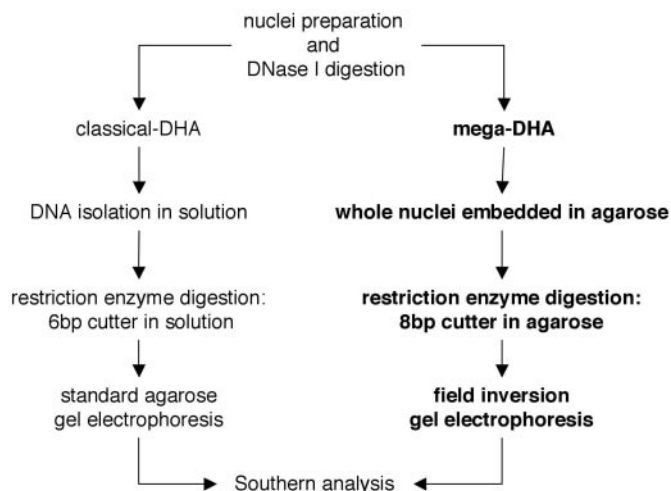 nuclei preparation
and
DNase I digestion
classical-DHA
DNA isolation in solution
restriction enzyme digestion:
6bp cutter in solution
standard agarose
gel electrophoresis
mega-DHA
whole nuclei embedded in agarose
restriction enzyme digestion:
8bp cutter in agarose
field inversion
gel electrophoresis
Southern analysis